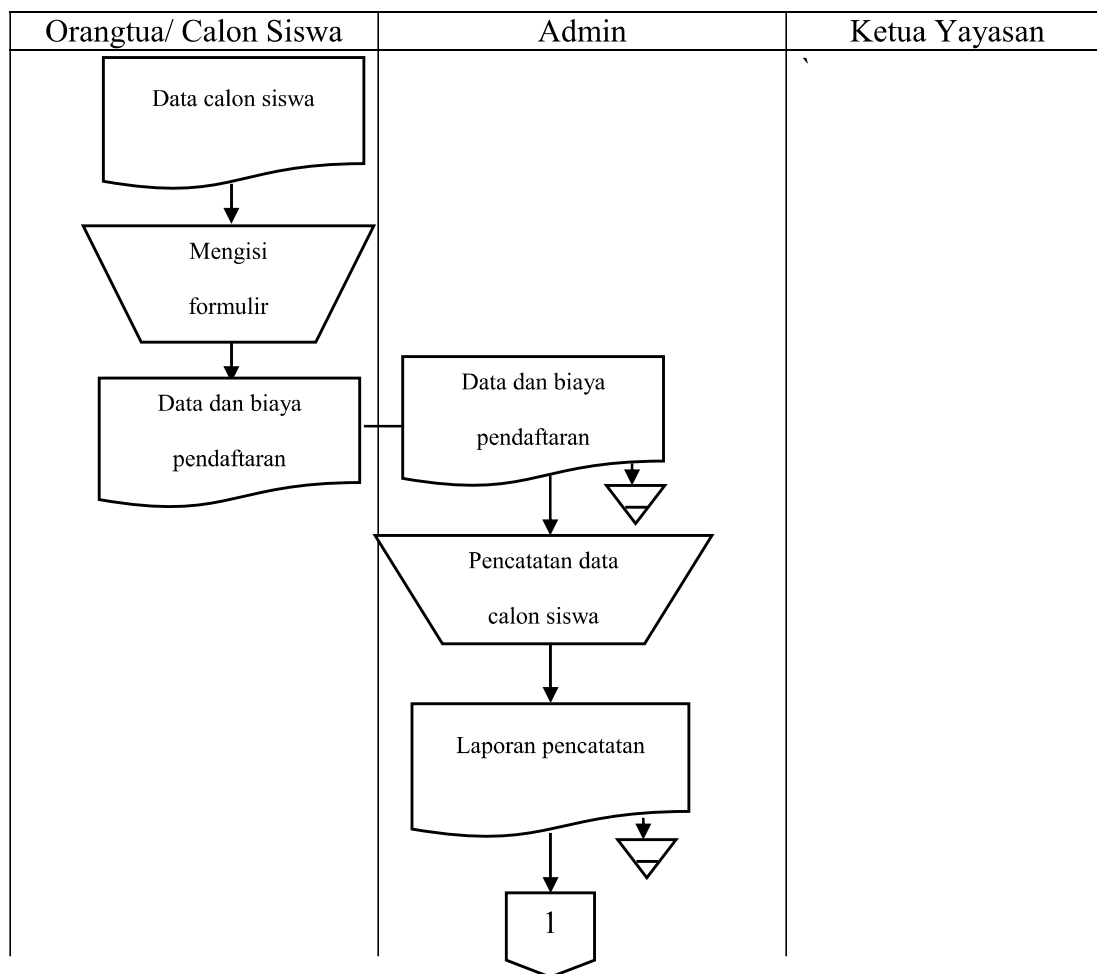 Orangtua/ Calon Siswa
Admin
Ketua Yayasan
`
Data calon siswa
Mengisi
formulir
Data dan biaya
pendaftaran
Data dan biaya
pendaftaran
Pencatatan data
calon siswa
Laporan pencatatan
1